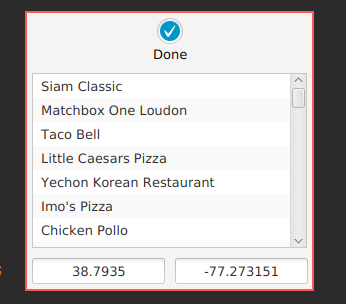 Done
Siam Classic
Matchbox One Loudon
Taco Bell
Little Caesars Pizza
Yechon Korean Restaurant
Imo's Pizza
Chicken Pollo
38.7935
-77.273151